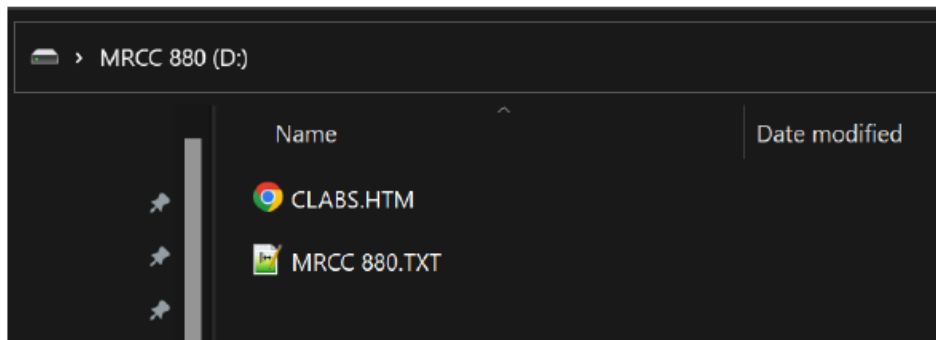 › MRCC 880 (D:)
Name Date modified
CLABS.HTM
MRCC 880.TXT